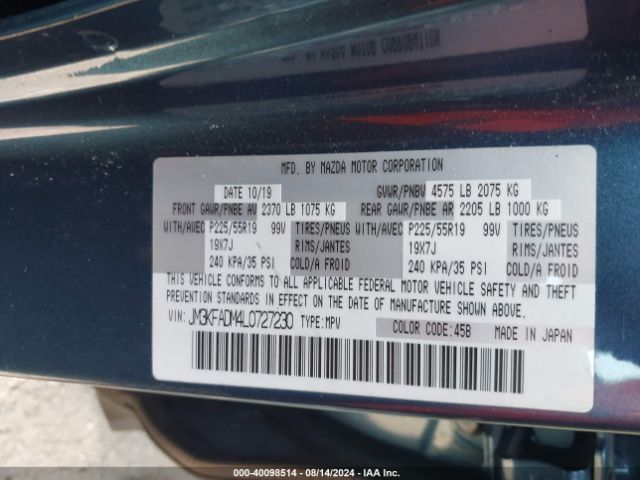 MFD. BY MAZDA MOTOR CORPORATION
DATE 10/19 GVWR/PNBV 4575 LB 2075 KG
FRONT GAWR/PNBE AV 2370 LB 1075 KG REAR GAWR/PNBE AR 2205 LB 1000 KG
WITH/AVEC P225/55R19 99V TIRES/PNEUS WITH/AVEC P225/55R19 99V TIRES/PNEUS
19X7J RIMS/JANTES 19X7J RIMS/JANTES
240 KPA/35 PSI COLD/A FROID 240 KPA/35 PSI COLD/A FROID
THIS VEHICLE CONFORMS TO ALL APPLICABLE FEDERAL MOTOR VEHICLE SAFETY AND THEFT
PREVENTION STANDARDS IN EFFECT ON THE DATE OF MANUFACTURE SHOWN ABOVE.
VIN: JM3KFADM4L0727230 TYPE:MPV COLOR CODE:45B MADE IN JAPAN
000-40098514 - 08/14/2024 - IAA Inc.